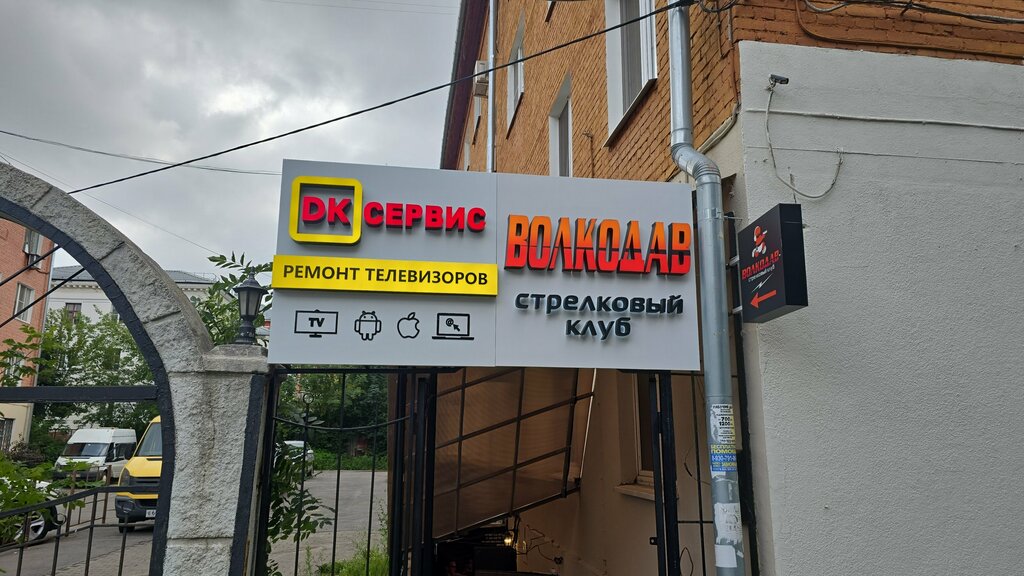 DK СЕРВИС
РЕМОНТ ТЕЛЕВИЗОРОВ
TV
@
ВОЛКОДАВ
стрелковый
клуб
ВОЛКОДАВ